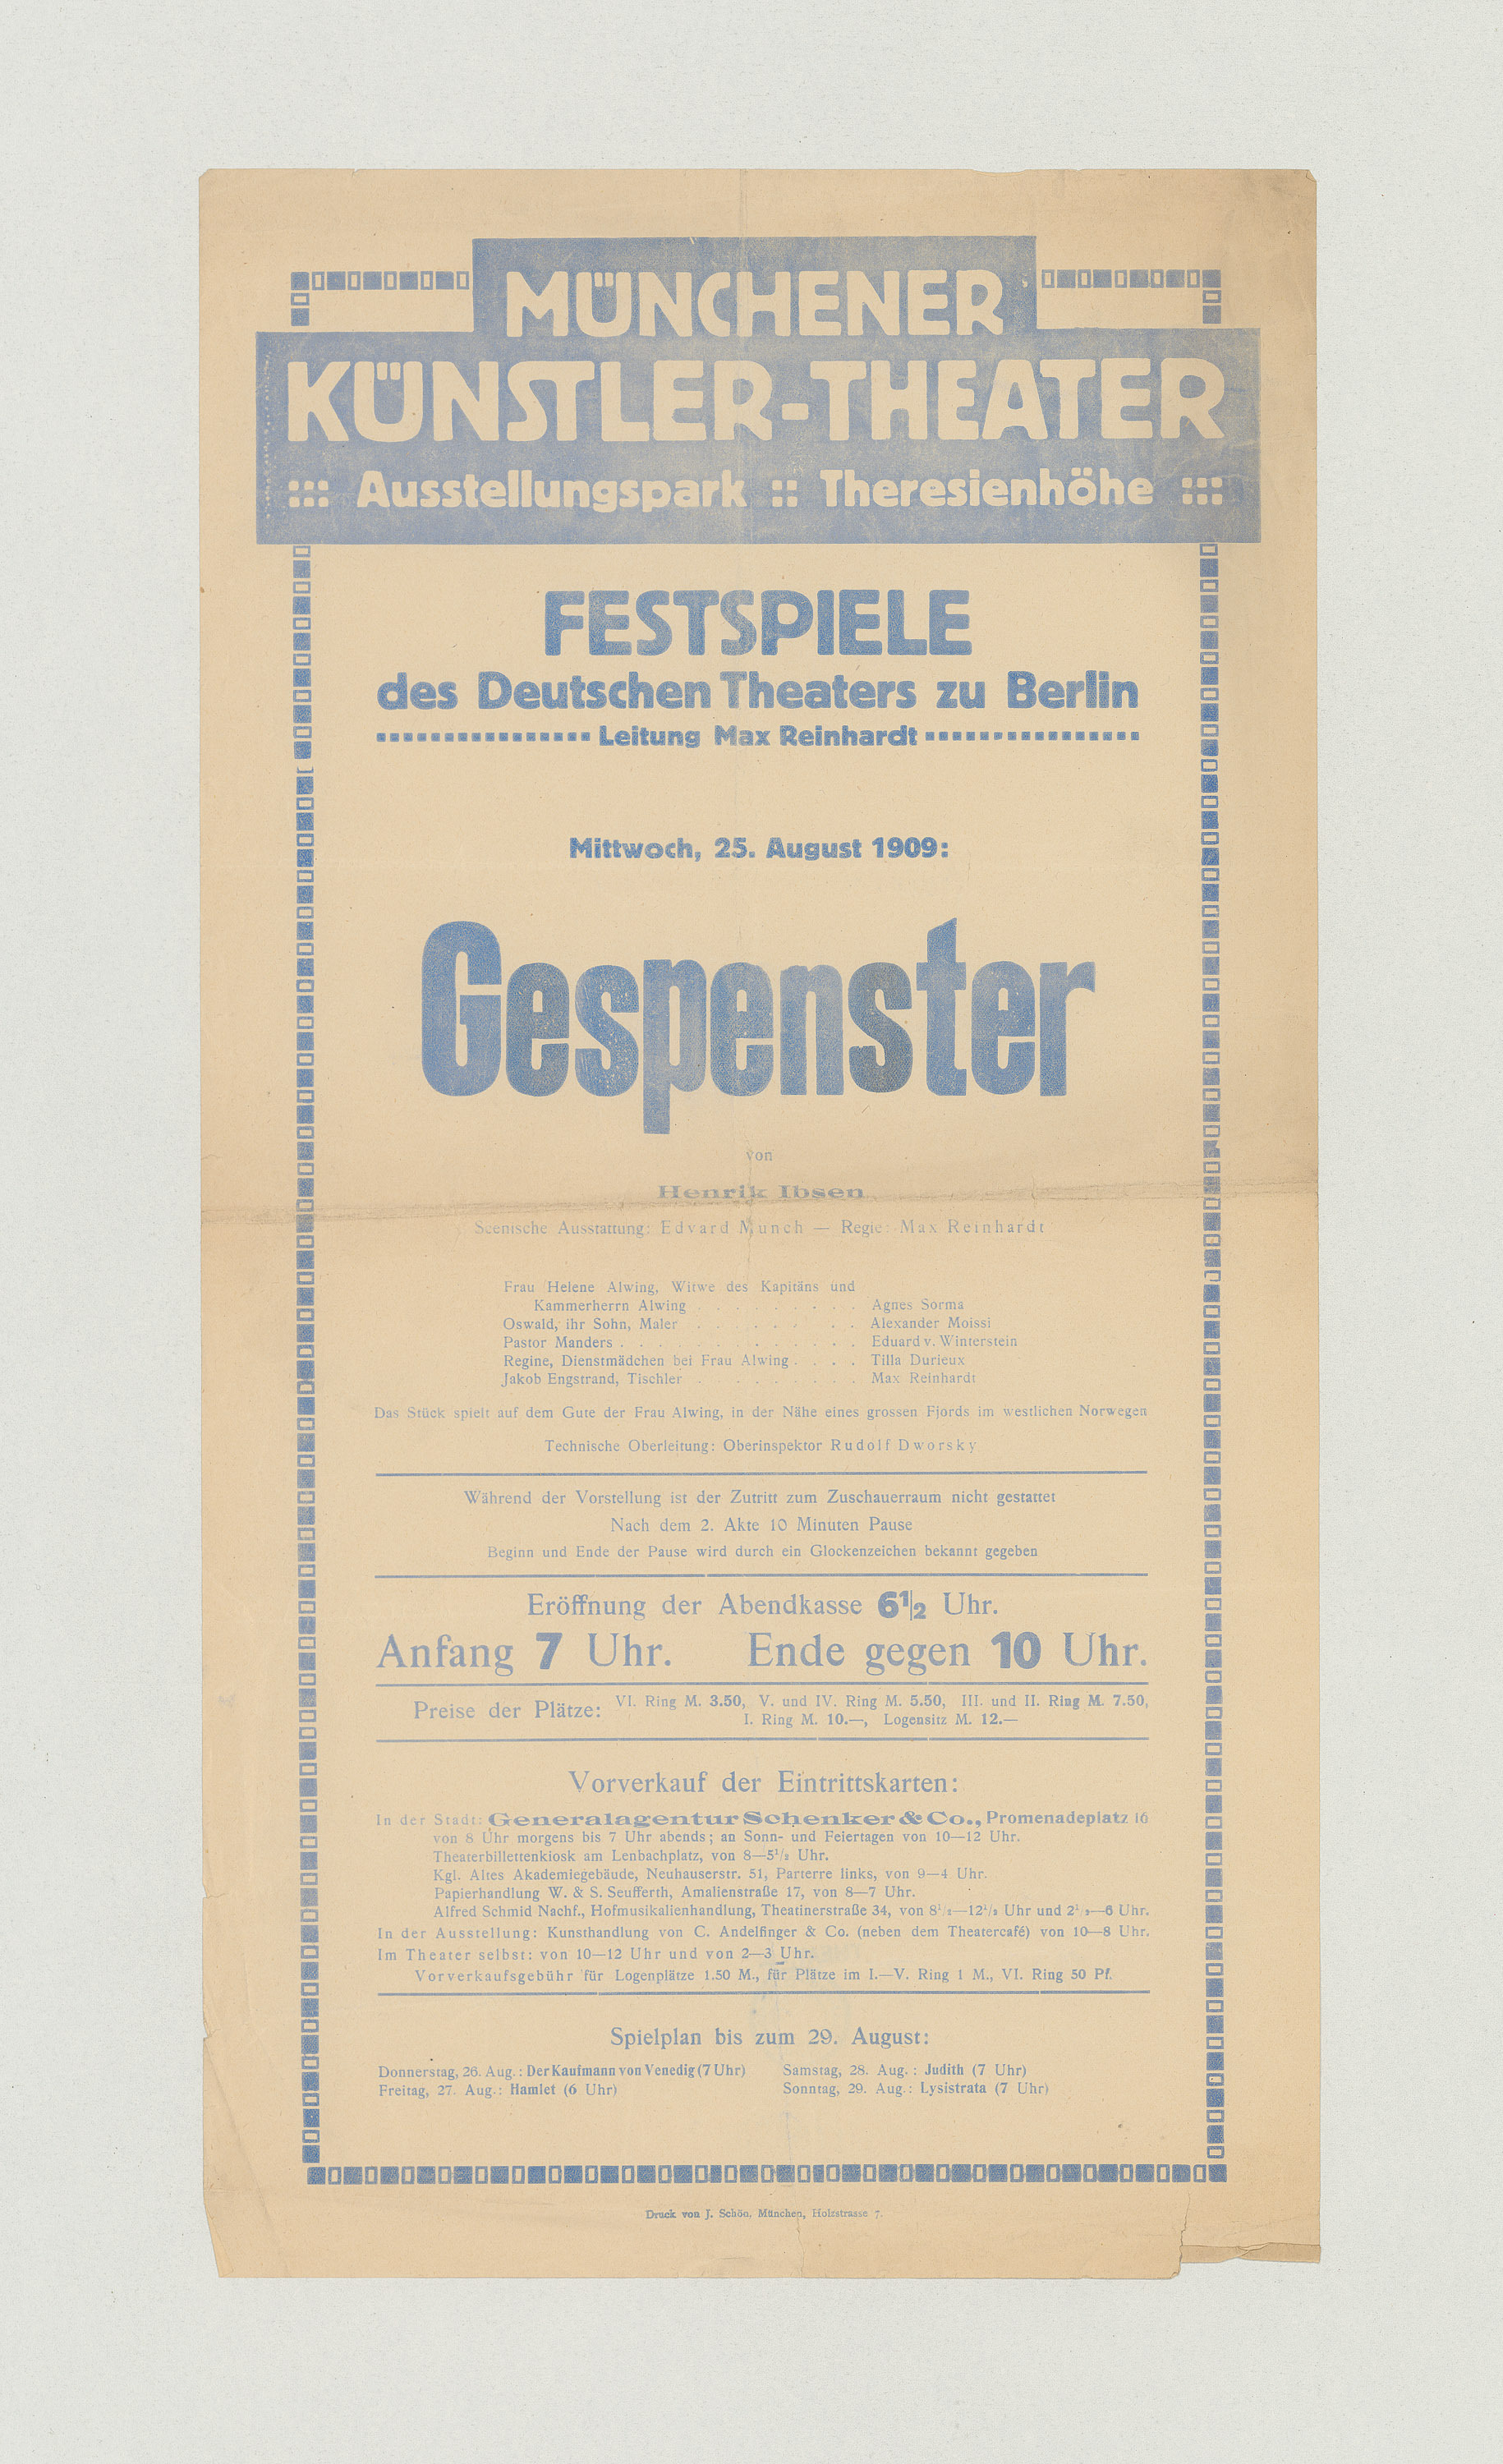 MÜNCHENER
KÜNSTLER-THEATER
::: Ausstellungspark :: Theresienhöhe :::
FESTSPIELE
des Deutschen Theaters zu Berlin
Leitung Max Reinhardt
Mittwoch, 25. August 1909:
Gespenster
von
Henrik Ibsen
Scenische Ausstattung: Edvard Munch — Regie: Max Reinhardt
Frau Helene Alwing, Witwe des Kapitäns und
Kammerherrn Alwing . . . . . . . . . Agnes Sorma
Oswald, ihr Sohn, Maler . . . . . . . . . Alexander Moissi
Pastor Manders . . . . . . . . . . . . . Eduard v. Winterstein
Regine, Dienstmädchen bei Frau Alwing . . . . Tilla Durieux
Jakob Engstrand, Tischler . . . . . . . . . Max Reinhardt
Das Stück spielt auf dem Gute der Frau Alwing, in der Nähe eines grossen Fjords im westlichen Norwegen
Technische Oberleitung: Oberinspektor Rudolf Dworsky
Während der Vorstellung ist der Zutritt zum Zuschauerraum nicht gestattet
Nach dem 2. Akte 10 Minuten Pause
Beginn und Ende der Pause wird durch ein Glockenzeichen bekannt gegeben
Eröffnung der Abendkasse 6 1/2 Uhr.
Anfang 7 Uhr. Ende gegen 10 Uhr.
Preise der Plätze: VI. Ring M. 3.50, V. und IV. Ring M. 5.50, III. und II. Ring M. 7.50,
I. Ring M. 10.—, Logensitz M. 12.—
Vorverkauf der Eintrittskarten:
In der Stadt: Generalagentur Schenker & Co., Promenadeplatz 16
von 8 Uhr morgens bis 7 Uhr abends; an Sonn- und Feiertagen von 10—12 Uhr.
Theaterbillettenkiosk am Lenbachplatz, von 8—5 1/2 Uhr.
Kgl. Altes Akademiegebäude, Neuhauserstr. 51, Parterre links, von 9—4 Uhr.
Papierhandlung W. & S. Seufferth, Amalienstraße 17, von 8—7 Uhr.
Alfred Schmid Nachf., Hofmusikalienhandlung, Theatinerstraße 34, von 8 1/2—12 1/2 Uhr und 2 1/2—6 Uhr.
In der Ausstellung: Kunsthandlung von C. Andelfinger & Co. (neben dem Theatercafé) von 10—8 Uhr.
Im Theater selbst: von 10—12 Uhr und von 2—3 Uhr.
Vorverkaufsgebühr für Logenplätze 1.50 M., für Plätze im I.—V. Ring 1 M., VI. Ring 50 Pf.
Spielplan bis zum 29. August:
Donnerstag, 26. Aug.: Der Kaufmann von Venedig (7 Uhr) Samstag, 28. Aug.: Judith (7 Uhr)
Freitag, 27. Aug.: Hamlet (6 Uhr) Sonntag, 29. Aug.: Lysistrata (7 Uhr)
Druck von J. Schön, München, Holzstrasse 7.